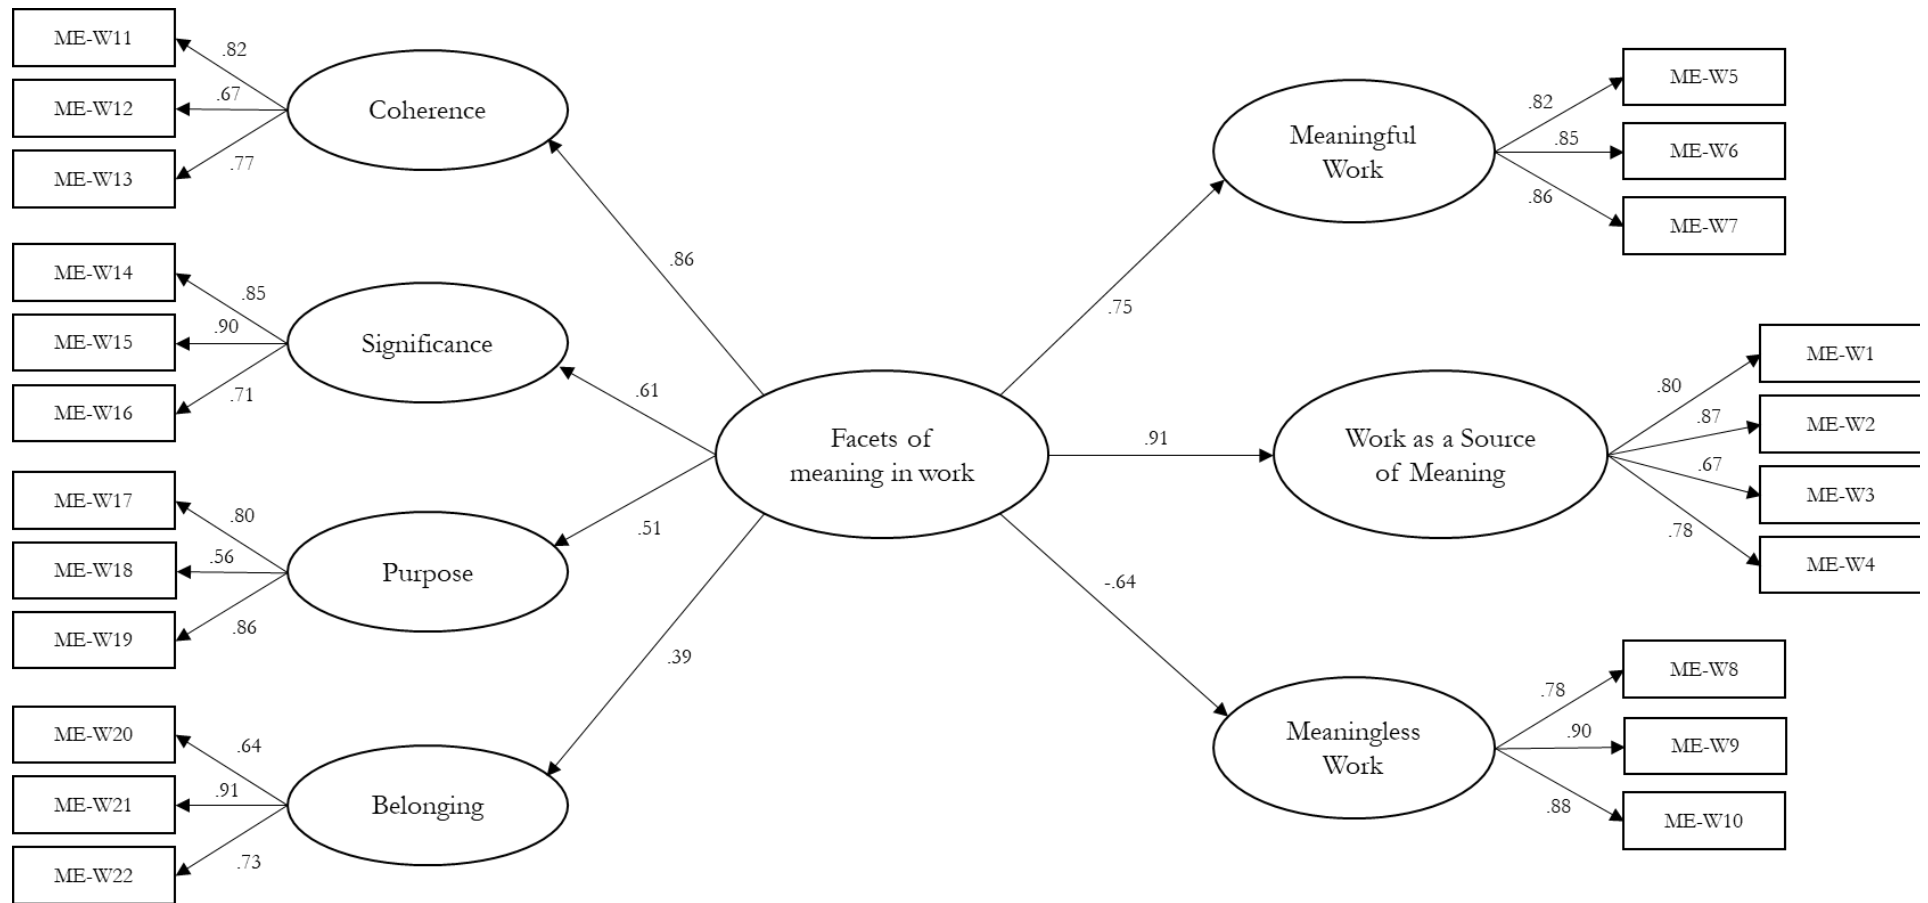 ME-W11
.82
ME-W12
.67
ME-W13
.77
Coherence
ME-W14
.85
ME-W15
.90
ME-W16
.71
Significance
ME-W17
.80
ME-W18
.56
ME-W19
.86
Purpose
ME-W20
.64
ME-W21
.91
ME-W22
.73
Belonging
.86
.61
.51
.39
Facets of
meaning in work
.75
.91
-.64
Meaningful
Work
.82
ME-W5
.85
ME-W6
.86
ME-W7
Work as a Source
of Meaning
.80
ME-W1
.87
ME-W2
.67
ME-W3
.78
ME-W4
Meaningless
Work
.78
ME-W8
.90
ME-W9
.88
ME-W10